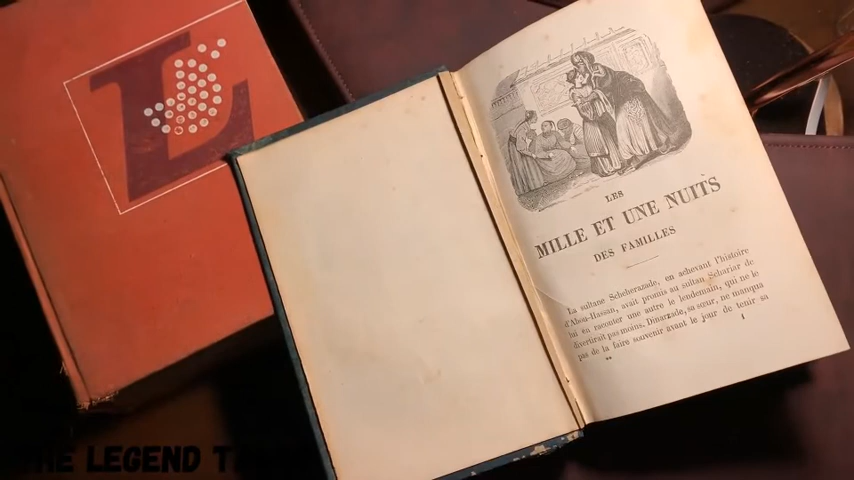 L
LES
MILLE ET UNE NUITS
DES FAMILLES
La sultane Scheherazade, en achevant l'histoire
d'Abou-Hassan, avait promis au sultan Schariar de
lui en raconter une autre le lendemain, qui ne le
divertirait pas moins. Dinarzade, sa sœur, ne manqua
pas de la faire souvenir avant le jour de tenir sa
** 1
THE LEGEND